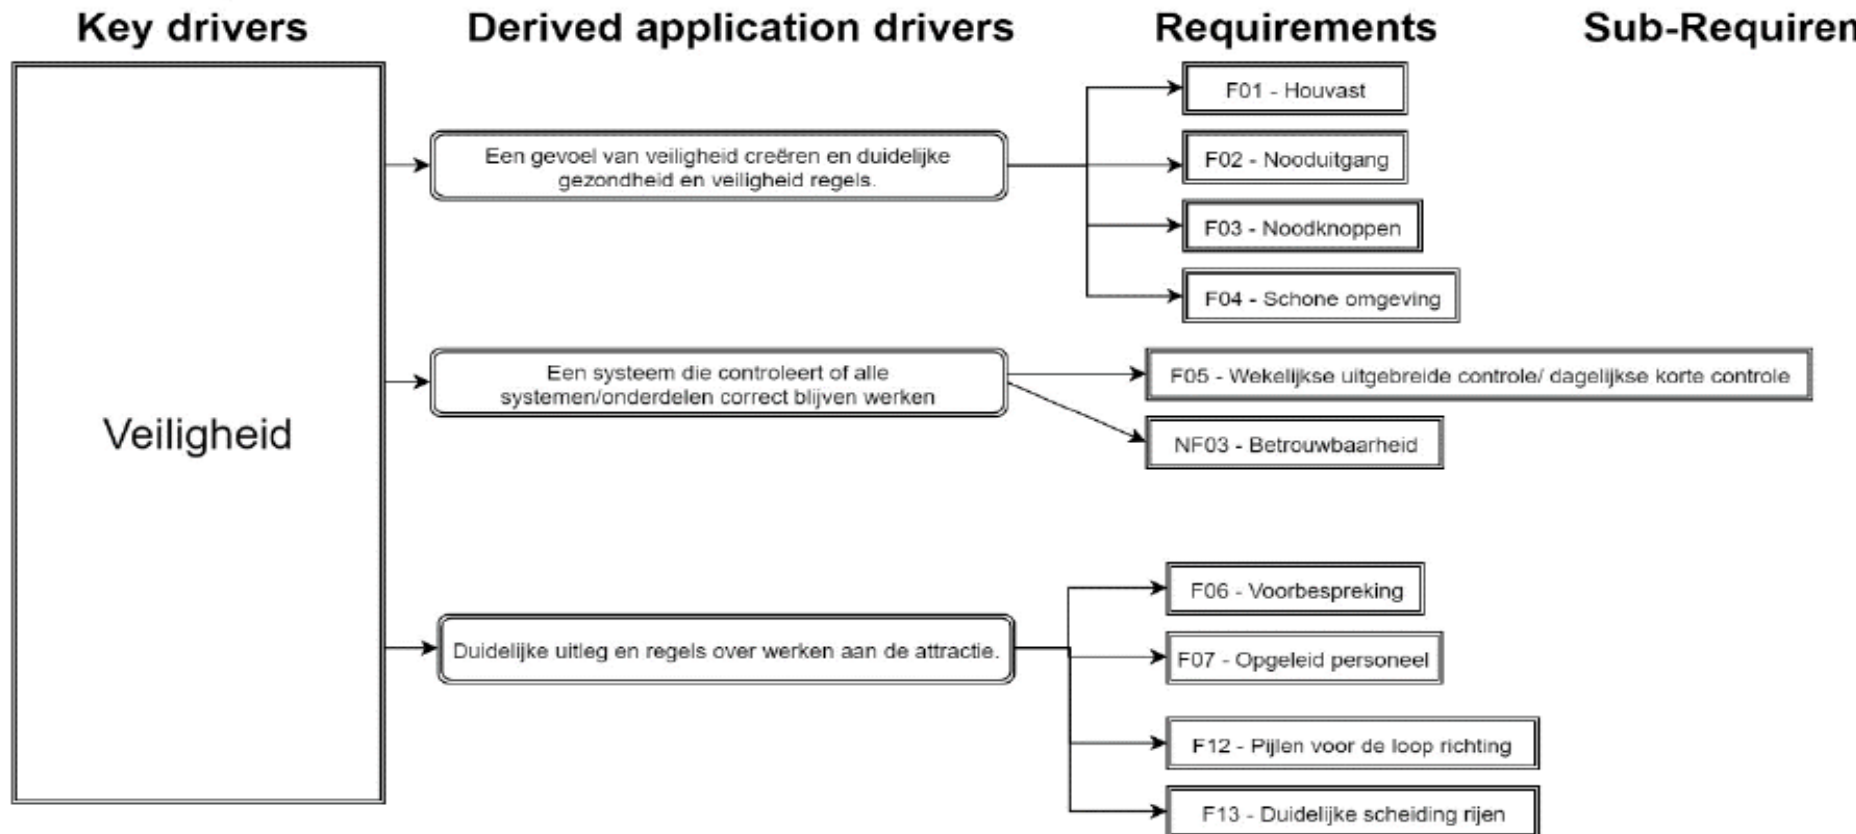 Key drivers
Derived application drivers
Requirements
Sub-Requirem
Veiligheid
Een gevoel van veiligheid creëren en duidelijke
gezondheid en veiligheid regels.
F01 - Houvast
F02 - Nooduitgang
F03 - Noodknoppen
F04 - Schone omgeving
Een systeem die controleert of alle
systemen/onderdelen correct blijven werken
F05 - Wekelijkse uitgebreide controle/ dagelijkse korte controle
NF03 - Betrouwbaarheid
Duidelijke uitleg en regels over werken aan de attractie.
F06 - Voorbespreking
F07 - Opgeleid personeel
F12 - Pijlen voor de loop richting
F13 - Duidelijke scheiding rijen